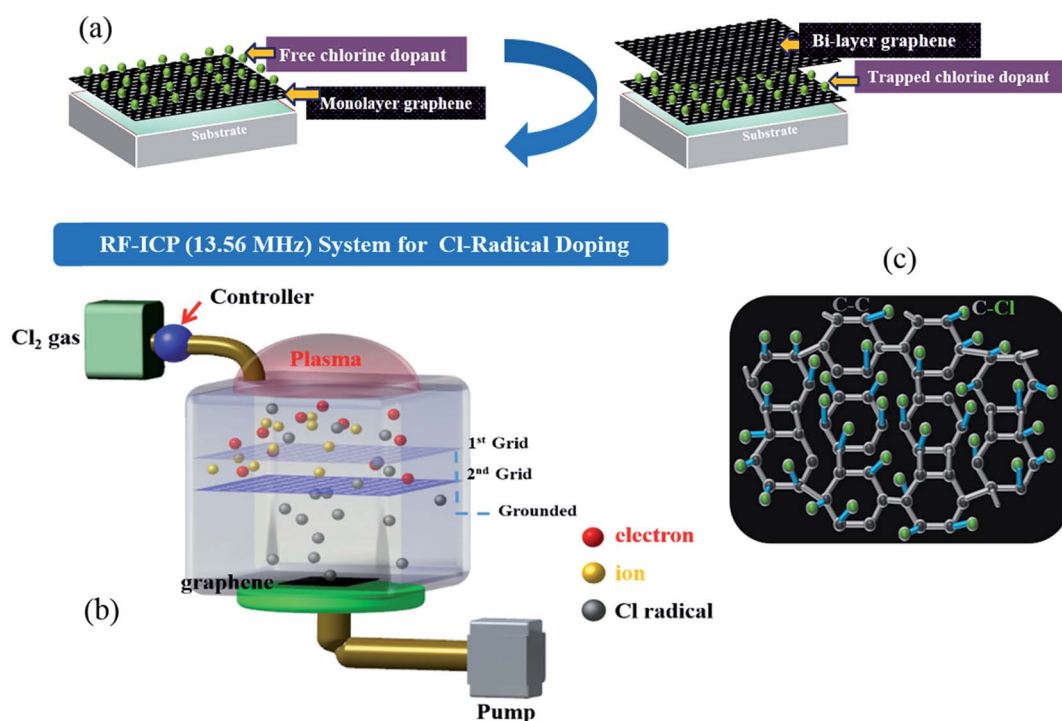 (a)
Free chlorine dopant
Monolayer graphene
Substrate
Bi-layer graphene
Trapped chlorine dopant
Substrate
RF-ICP (13.56 MHz) System for Cl-Radical Doping
Controller
Cl₂ gas
Plasma
1st Grid
2nd Grid
Grounded
graphene
electron
ion
Cl radical
(b)
Pump
(c)
C-C
C-Cl